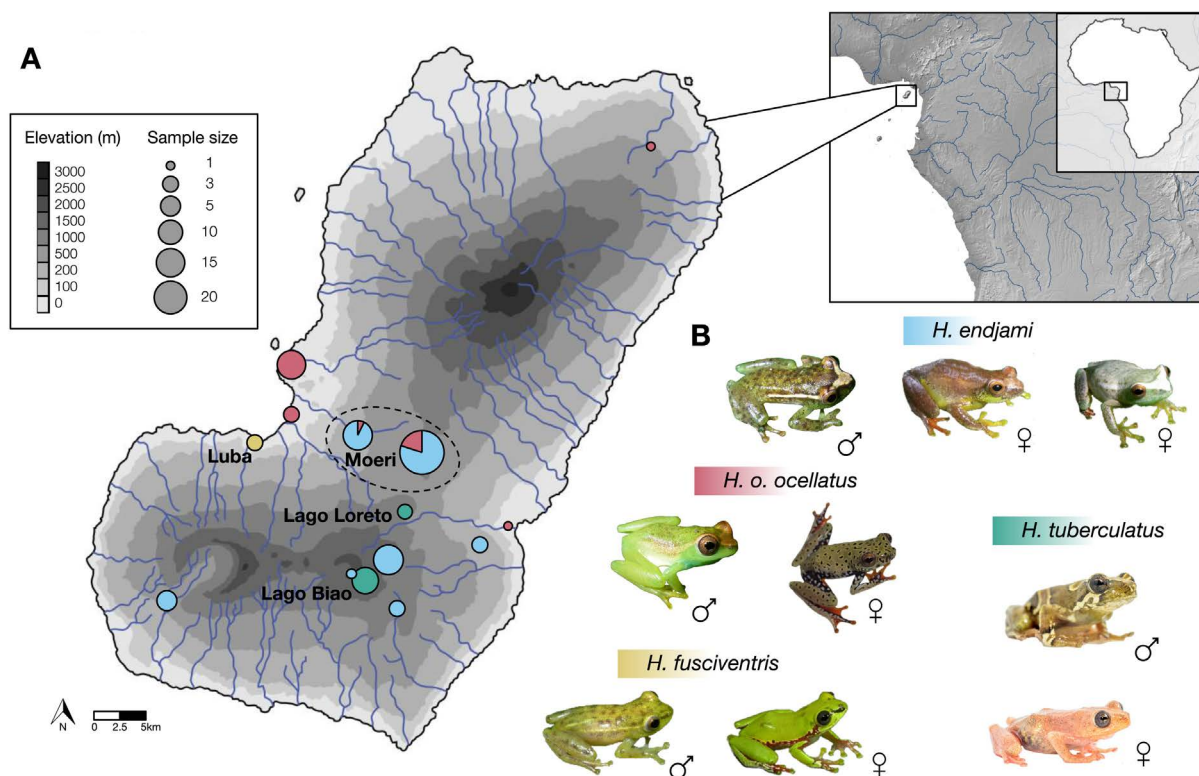 A
Elevation (m)
3000
2500
2000
1500
1000
500
200
100
0
Sample size
1
3
5
10
15
20
Luba
Moeri
Lago Loreto
Lago Biao
N
0 2.5 5km
B
H. endjami
♂
♀
♀
H. o. ocellatus
♂
♀
H. tuberculatus
♂
♀
H. fusciventris
♂
♀